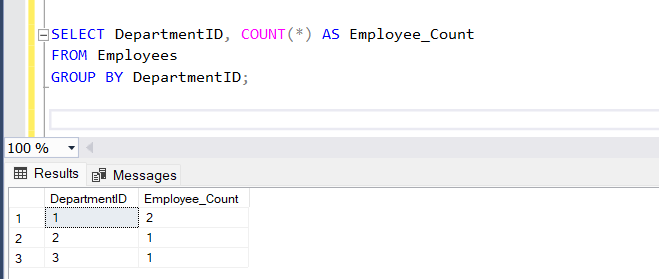 SELECT DepartmentID, COUNT(*) AS Employee_Count
FROM Employees
GROUP BY DepartmentID;
100 %
Results Messages
DepartmentID Employee_Count
1 1 2
2 2 1
3 3 1